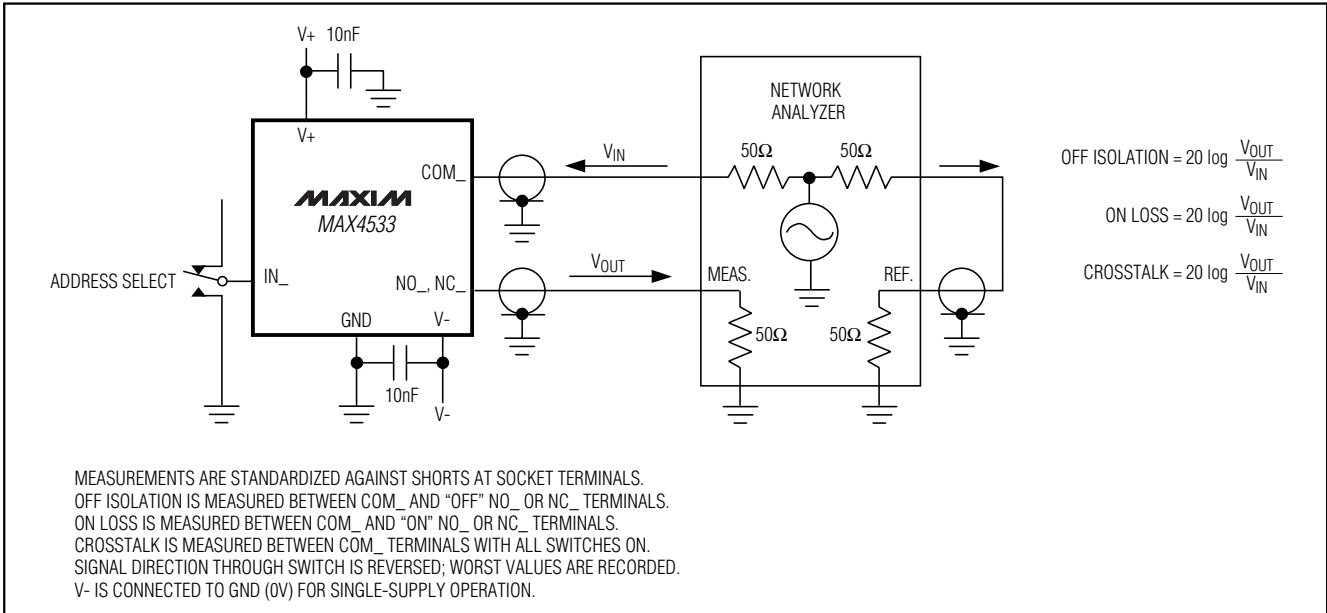 V+ 10nF
V+
COM_
MAXIM
MAX4533
ADDRESS SELECT
IN_
NO_, NC_
GND
V-
10nF
V-
V_IN
V_OUT
NETWORK
ANALYZER
50Ω
50Ω
MEAS.
REF.
50Ω
50Ω
OFF ISOLATION = 20 log V_OUT / V_IN
ON LOSS = 20 log V_OUT / V_IN
CROSSTALK = 20 log V_OUT / V_IN
MEASUREMENTS ARE STANDARDIZED AGAINST SHORTS AT SOCKET TERMINALS.
OFF ISOLATION IS MEASURED BETWEEN COM_ AND “OFF” NO_ OR NC_ TERMINALS.
ON LOSS IS MEASURED BETWEEN COM_ AND “ON” NO_ OR NC_ TERMINALS.
CROSSTALK IS MEASURED BETWEEN COM_ TERMINALS WITH ALL SWITCHES ON.
SIGNAL DIRECTION THROUGH SWITCH IS REVERSED; WORST VALUES ARE RECORDED.
V- IS CONNECTED TO GND (0V) FOR SINGLE-SUPPLY OPERATION.